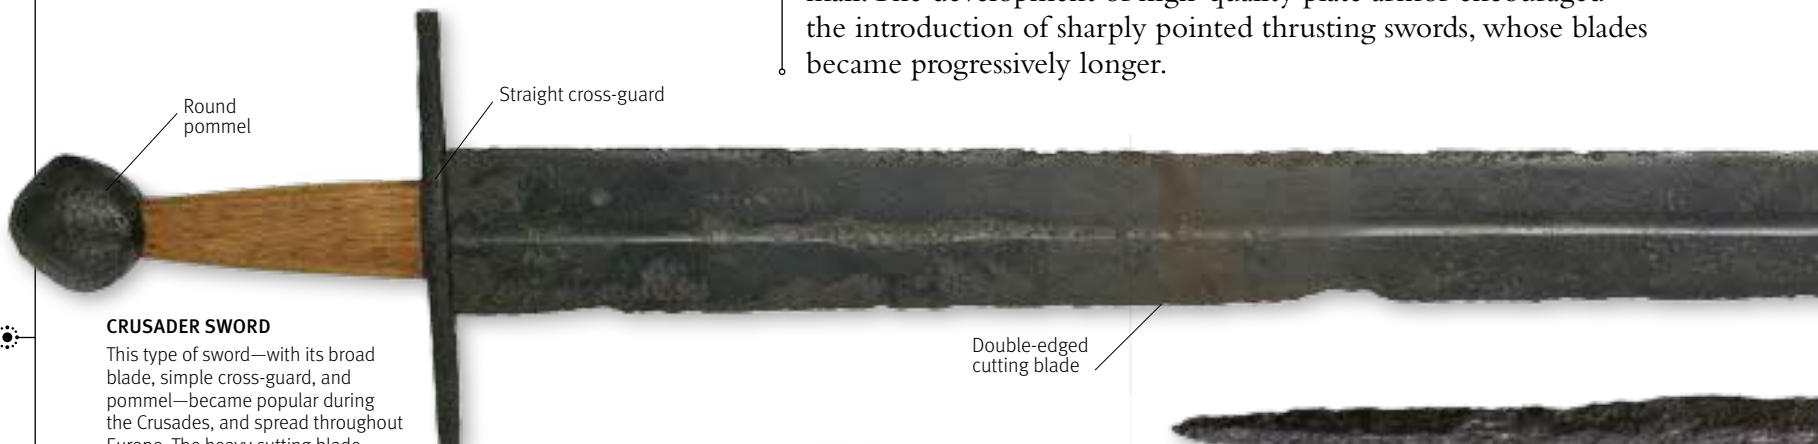 the introduction of sharply pointed thrusting swords, whose blades
became progressively longer.
Straight cross-guard
Round
pommel
CRUSADER SWORD
This type of sword—with its broad
blade, simple cross-guard, and
pommel—became popular during
the Crusades, and spread throughout
Double-edged
cutting blade